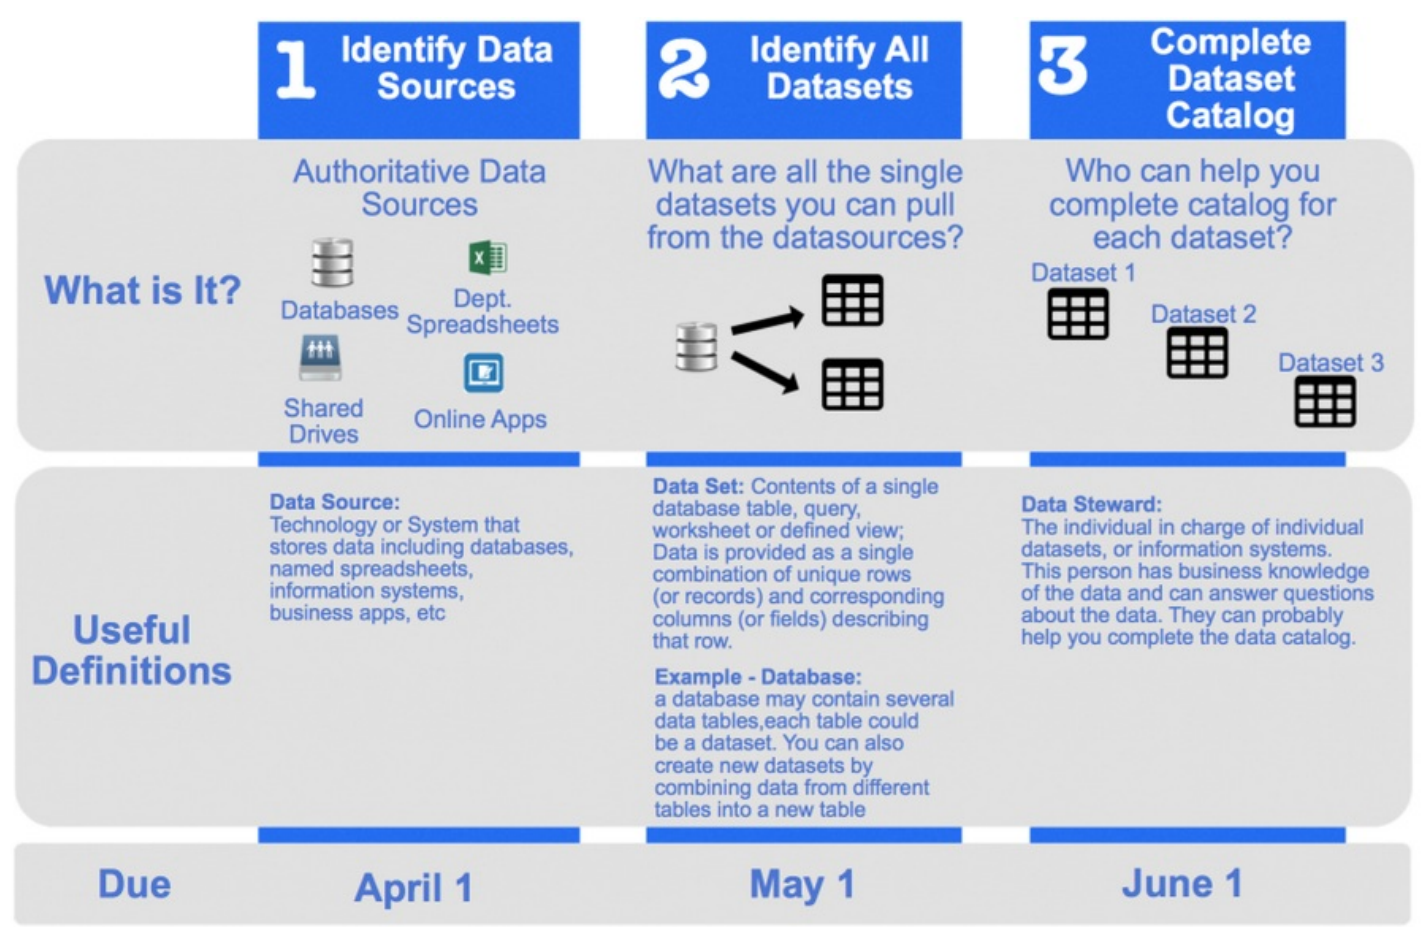 1
Identify Data
Sources
2
Identify All
Datasets
3
Complete
Dataset
Catalog
What is It?
Authoritative Data
Sources
Databases
Dept.
Spreadsheets
Shared
Drives
Online Apps
What are all the single
datasets you can pull
from the datasources?
Who can help you
complete catalog for
each dataset?
Dataset 1
Dataset 2
Dataset 3
Useful
Definitions
Data Source:
Technology or System that
stores data including databases,
named spreadsheets,
information systems,
business apps, etc
Data Set: Contents of a single
database table, query,
worksheet or defined view;
Data is provided as a single
combination of unique rows
(or records) and corresponding
columns (or fields) describing
that row.
Example - Database:
a database may contain several
data tables,each table could
be a dataset. You can also
create new datasets by
combining data from different
tables into a new table
Data Steward:
The individual in charge of individual
datasets, or information systems.
This person has business knowledge
of the data and can answer questions
about the data. They can probably
help you complete the data catalog.
Due
April 1
May 1
June 1